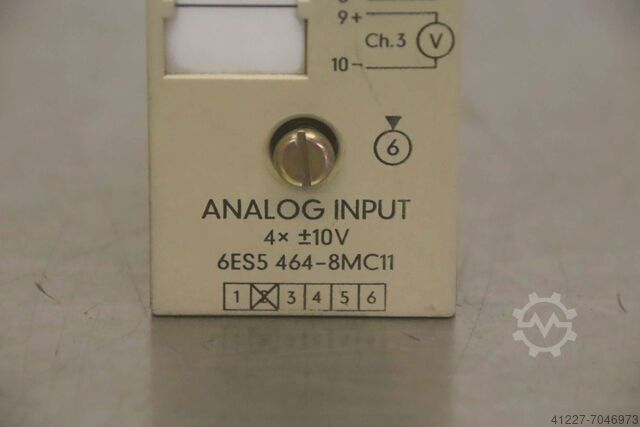 9+
Ch.3 V
10-
6
ANALOG INPUT
4× ±10V
6ES5 464-8MC11
1 2 3 4 5 6
41227-7046973